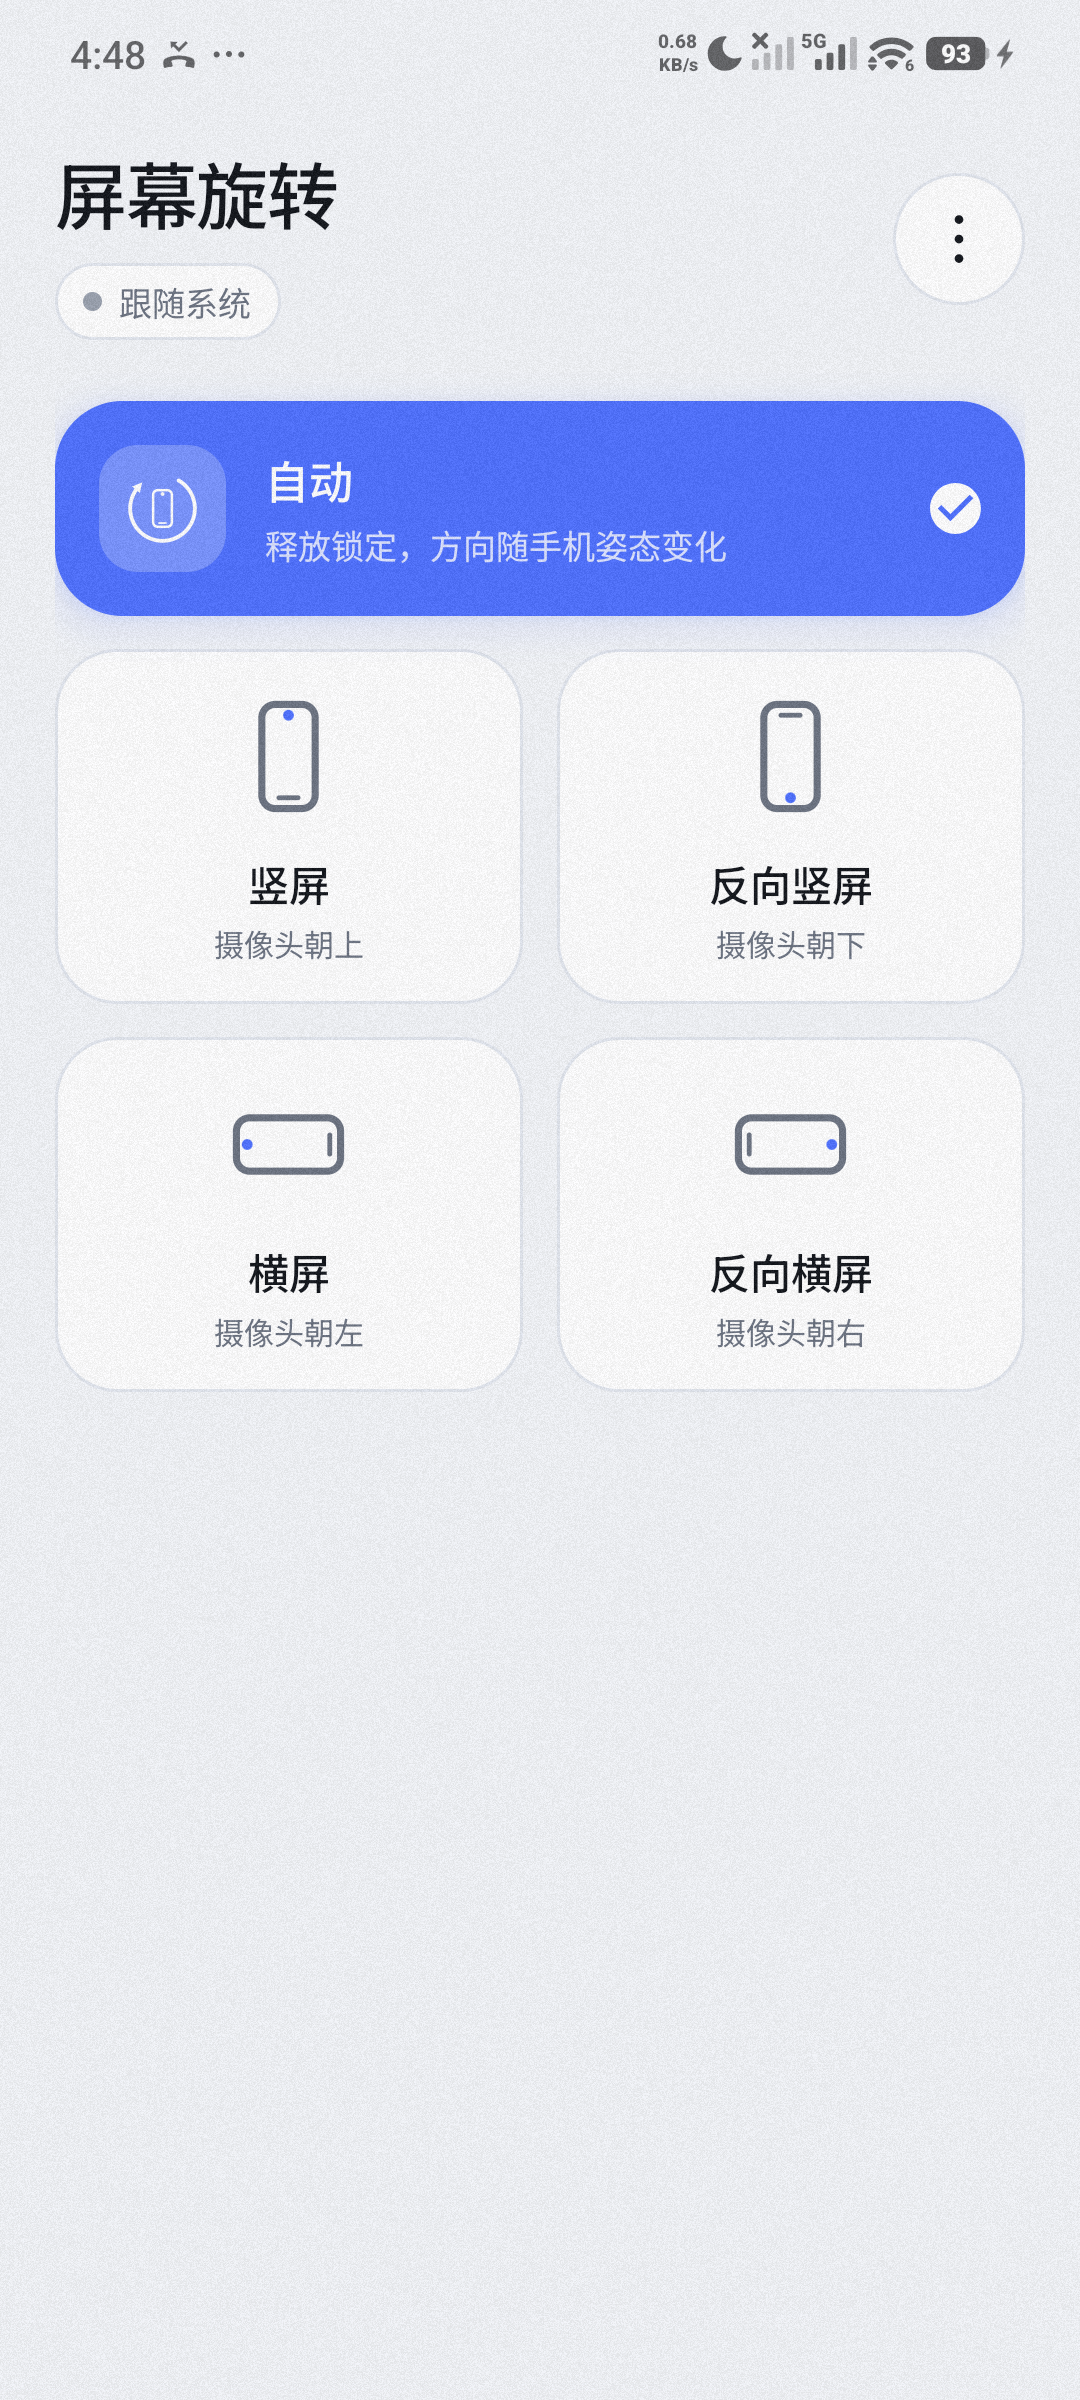 4:48
0.68 KB/s
5G
6
93
屏幕旋转
跟随系统
自动
释放锁定，方向随手机姿态变化
竖屏
摄像头朝上
反向竖屏
摄像头朝下
横屏
摄像头朝左
反向横屏
摄像头朝右